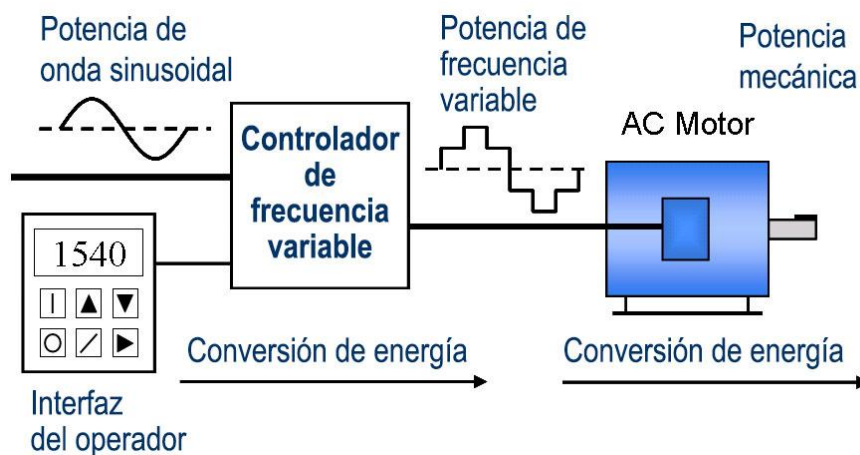 Potencia de
onda sinusoidal
Potencia de
frecuencia
variable
Potencia
mecánica
AC Motor
Controlador
de
frecuencia
variable
1540
Conversión de energía
Conversión de energía
Interfaz
del operador